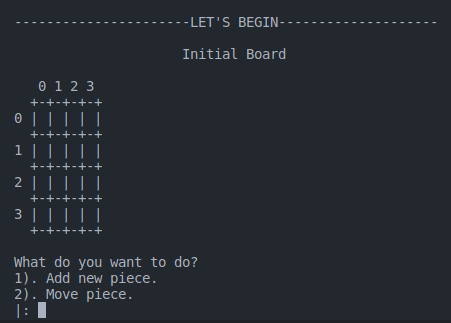 ----------------------LET'S BEGIN--------------------
Initial Board
0 1 2 3
+-+-+-+-+
0 | | | | |
+-+-+-+-+
1 | | | | |
+-+-+-+-+
2 | | | | |
+-+-+-+-+
3 | | | | |
+-+-+-+-+
What do you want to do?
1). Add new piece.
2). Move piece.
|: